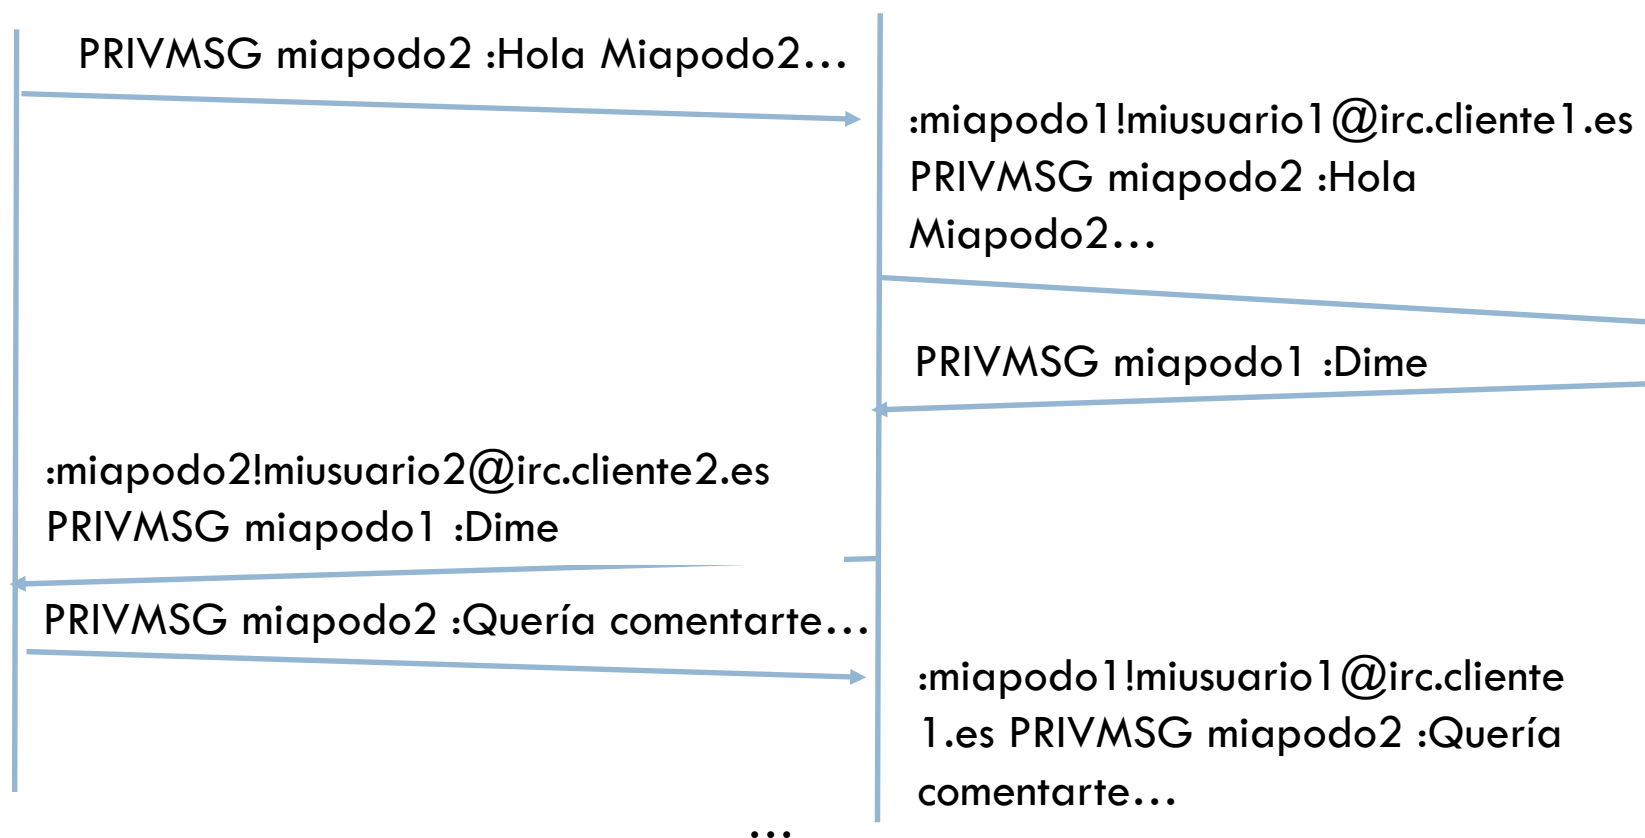 PRIVMSG miapodo2 :Hola Miapodo2…
:miapodo1!miusuario1@irc.cliente1.es
PRIVMSG miapodo2 :Hola
Miapodo2…
PRIVMSG miapodo1 :Dime
:miapodo2!miusuario2@irc.cliente2.es
PRIVMSG miapodo1 :Dime
PRIVMSG miapodo2 :Quería comentarte…
:miapodo1!miusuario1@irc.cliente
1.es PRIVMSG miapodo2 :Quería
comentarte…
…